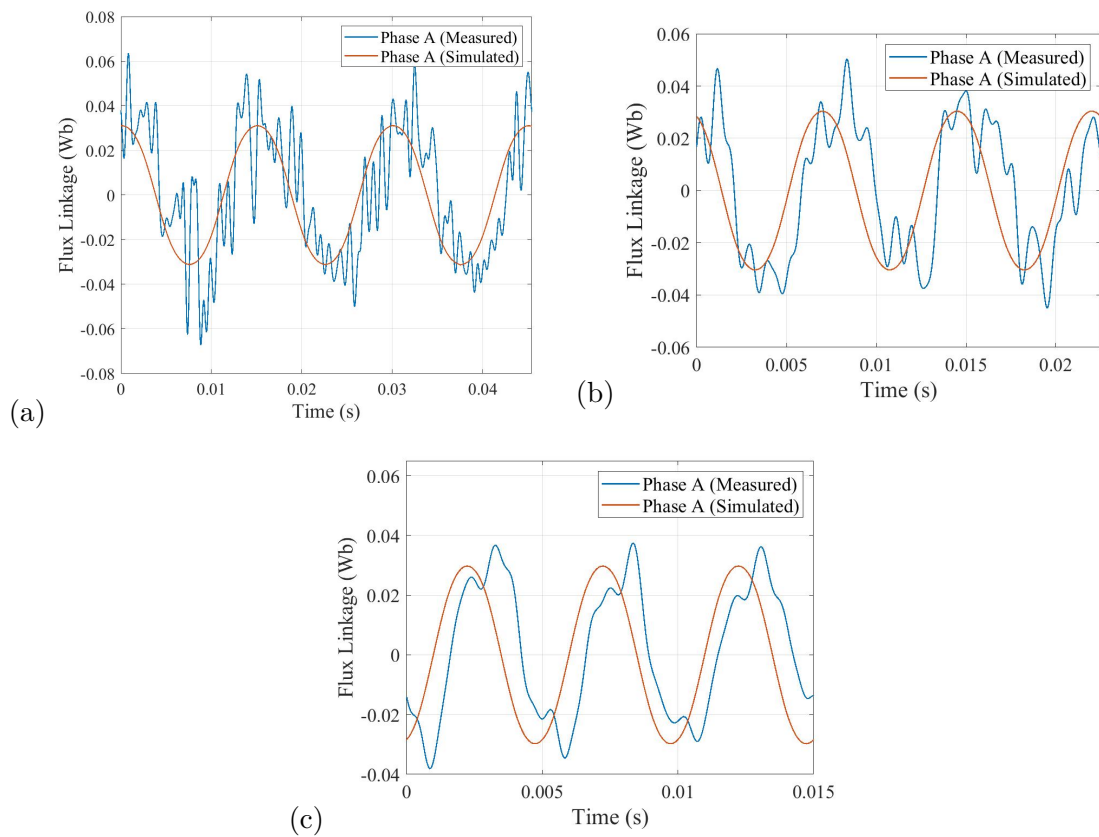 0.08
0.06
0.04
0.02
0
-0.02
-0.04
-0.06
-0.08
Flux Linkage (Wb)
Phase A (Measured)
Phase A (Simulated)
0 0.01 0.02 0.03 0.04
Time (s)
(a)
0.06
0.04
0.02
0
-0.02
-0.04
-0.06
Flux Linkage (Wb)
Phase A (Measured)
Phase A (Simulated)
0 0.005 0.01 0.015 0.02
Time (s)
(b)
0.06
0.04
0.02
0
-0.02
-0.04
Flux Linkage (Wb)
Phase A (Measured)
Phase A (Simulated)
0 0.005 0.01 0.015
Time (s)
(c)